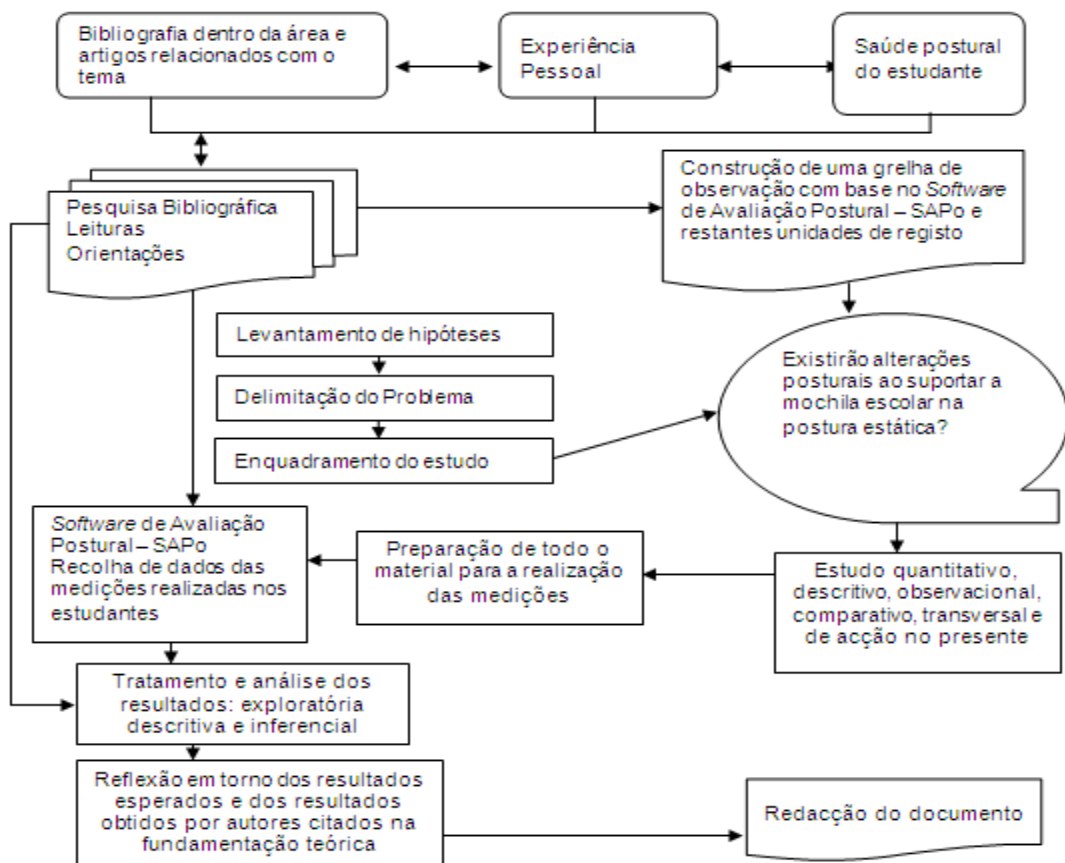 Bibliografia dentro da área e
artigos relacionados com o
tema
Experiência
Pessoal
Saúde postural
do estudante
Pesquisa Bibliográfica
Leituras
Orientações
Construção de uma grelha de
observação com base no Software
de Avaliação Postural – SAPo e
restantes unidades de registo
Levantamento de hipóteses
Delimitação do Problema
Enquadramento do estudo
Existirão alterações
posturais ao suportar a
mochila escolar na
postura estática?
Software de Avaliação
Postural – SAPo
Recolha de dados das
medições realizadas nos
estudantes
Preparação de todo o
material para a realização
das medições
Estudo quantitativo,
descritivo, observacional,
comparativo, transversal e
de acção no presente
Tratamento e análise dos
resultados: exploratória
descritiva e inferencial
Reflexão em torno dos resultados
esperados e dos resultados
obtidos por autores citados na
fundamentação teórica
Redacção do documento